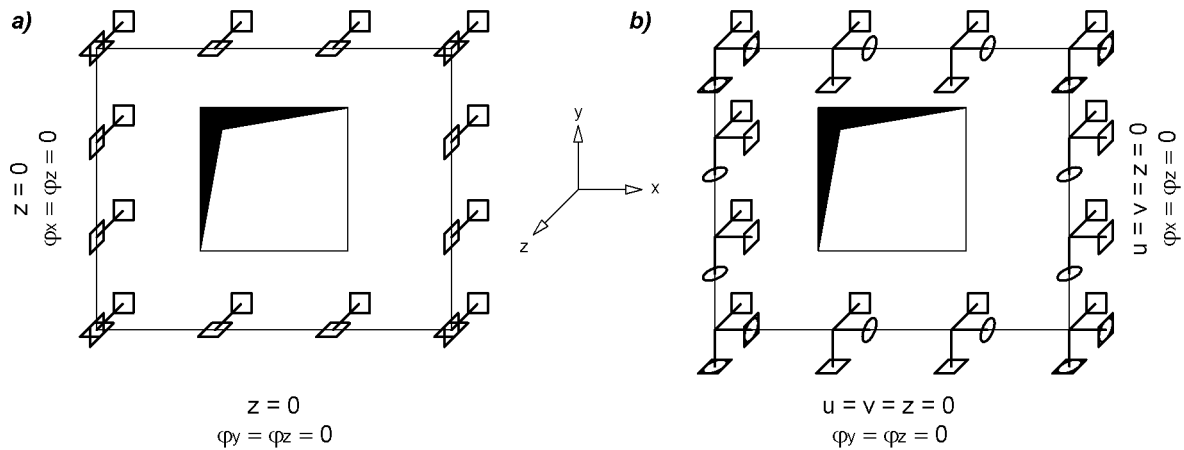 a)
z = 0
φx = φz = 0
z = 0
φy = φz = 0
y
x
z
b)
u = v = z = 0
φx = φz = 0
u = v = z = 0
φy = φz = 0